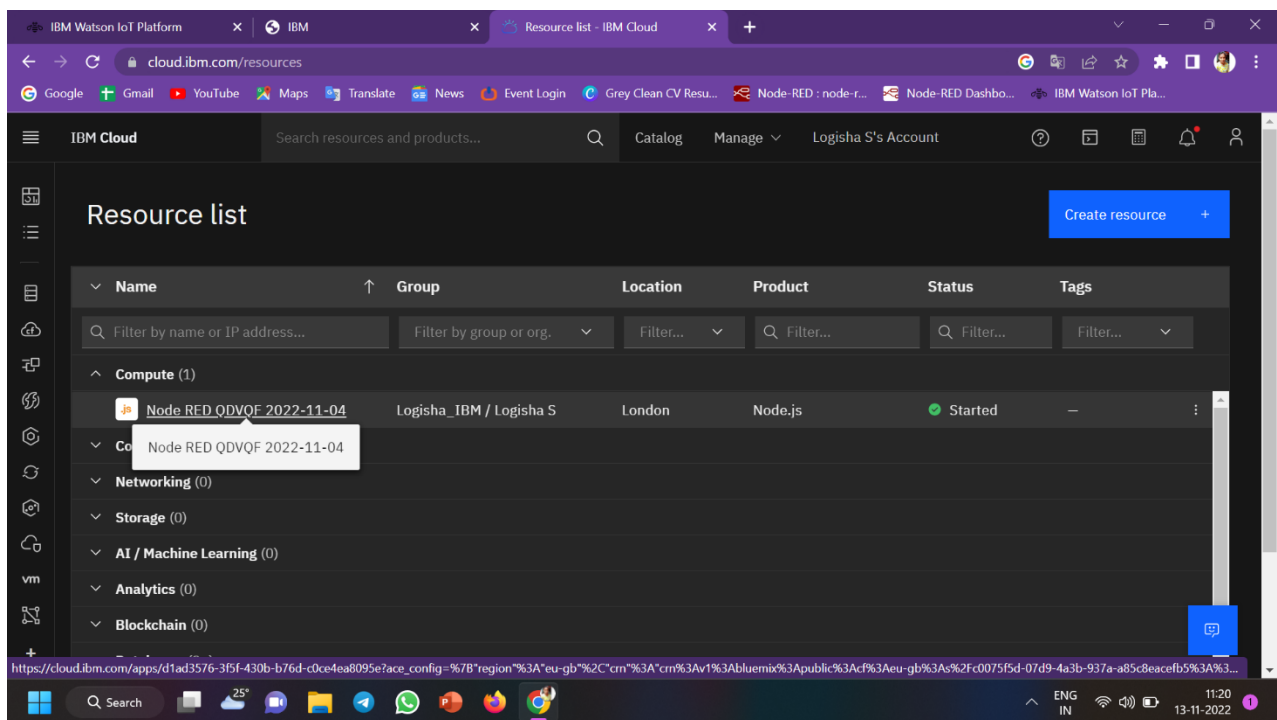 IBM Watson IoT Platform
IBM
Resource list - IBM Cloud
cloud.ibm.com/resources
Google
Gmail
YouTube
Maps
Translate
News
Event Login
Grey Clean CV Resu...
Node-RED : node-r...
Node-RED Dashbo...
IBM Watson IoT Pla...
IBM Cloud
Search resources and products...
Catalog
Manage
Logisha S's Account
Resource list
Create resource +
Name
Group
Location
Product
Status
Tags
Filter by name or IP address...
Filter by group or org.
Filter...
Filter...
Filter...
Filter...
Compute (1)
Node RED QDVQF 2022-11-04
Logisha_IBM / Logisha S
London
Node.js
Started
–
Co
Node RED QDVQF 2022-11-04
Networking (0)
Storage (0)
AI / Machine Learning (0)
vm
Analytics (0)
Blockchain (0)
https://cloud.ibm.com/apps/d1ad3576-3f5f-430b-b76d-c0ce4ea8095e?ace_config=%7B"region"%3A"eu-gb"%2C"crn"%3A"crn%3Av1%3Abluemix%3Apublic%3Acf%3Aeu-gb%3As%2Fc0075f5d-07d9-4a3b-937a-a85c8eacefb5%3A%3...
Search
25°
ENG
IN
11:20
13-11-2022
1